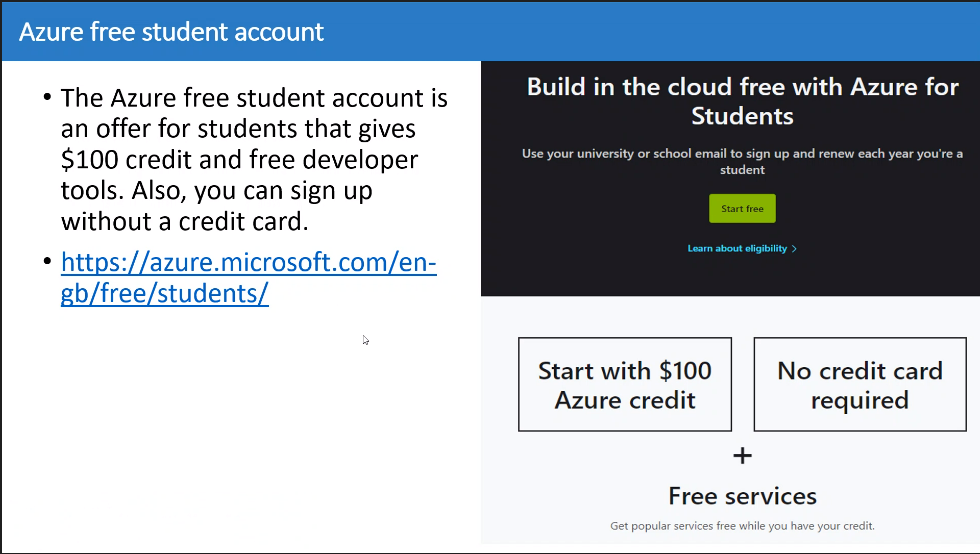 Azure free student account
• The Azure free student account is
an offer for students that gives
$100 credit and free developer
tools. Also, you can sign up
without a credit card.
• https://azure.microsoft.com/en-
gb/free/students/
Build in the cloud free with Azure for
Students
Use your university or school email to sign up and renew each year you're a
student
Start free
Learn about eligibility >
Start with $100
Azure credit
No credit card
required
+
Free services
Get popular services free while you have your credit.